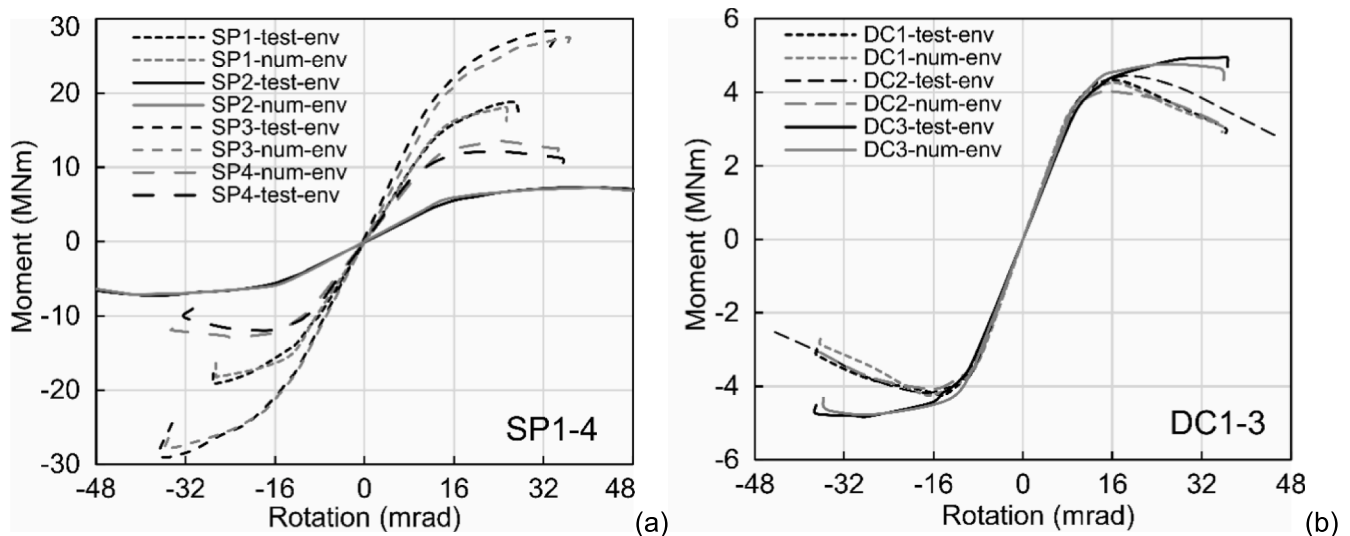 30
20
10
0
-10
-20
-30
-48
-32
-16
0
16
32
48
Moment (MNm)
Rotation (mrad)
SP1-test-env
SP1-num-env
SP2-test-env
SP2-num-env
SP3-test-env
SP3-num-env
SP4-num-env
SP4-test-env
SP1-4
(a)
6
4
2
0
-2
-4
-6
-48
-32
-16
0
16
32
48
Moment (MNm)
Rotation (mrad)
DC1-test-env
DC1-num-env
DC2-test-env
DC2-num-env
DC3-test-env
DC3-num-env
DC1-3
(b)